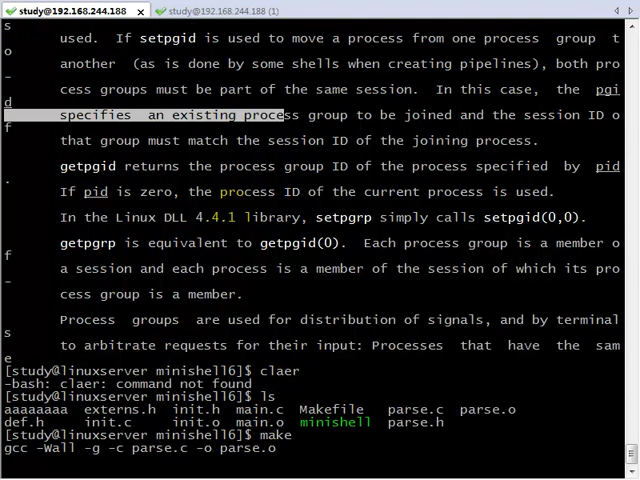 study@192.168.244.188
study@192.168.244.188 (1)
s
used. If setpgid is used to move a process from one process group t
o
another (as is done by some shells when creating pipelines), both pro
-
cess groups must be part of the same session. In this case, the pgi
d
specifies an existing process group to be joined and the session ID o
f
that group must match the session ID of the joining process.
getpgid returns the process group ID of the process specified by pid
.
If pid is zero, the process ID of the current process is used.
In the Linux DLL 4.4.1 library, setpgrp simply calls setpgid(0,0).
getpgrp is equivalent to getpgid(0). Each process group is a member o
f
a session and each process is a member of the session of which its pro
-
cess group is a member.
Process groups are used for distribution of signals, and by terminal
s
to arbitrate requests for their input: Processes that have the sam
e
[study@linuxserver minishell6]$ claer
-bash: claer: command not found
[study@linuxserver minishell6]$ ls
aaaaaaaa externs.h init.h main.c Makefile parse.c parse.o
def.h init.c init.o main.o minishell parse.h
[study@linuxserver minishell6]$ make
gcc -Wall -g -c parse.c -o parse.o